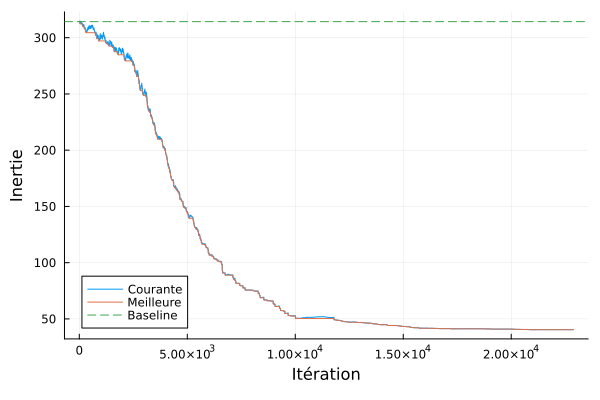 Inertie
300
250
200
150
100
50
Courante
Meilleure
Baseline
0
5.00×10³
1.00×10⁴
1.50×10⁴
2.00×10⁴
Itération